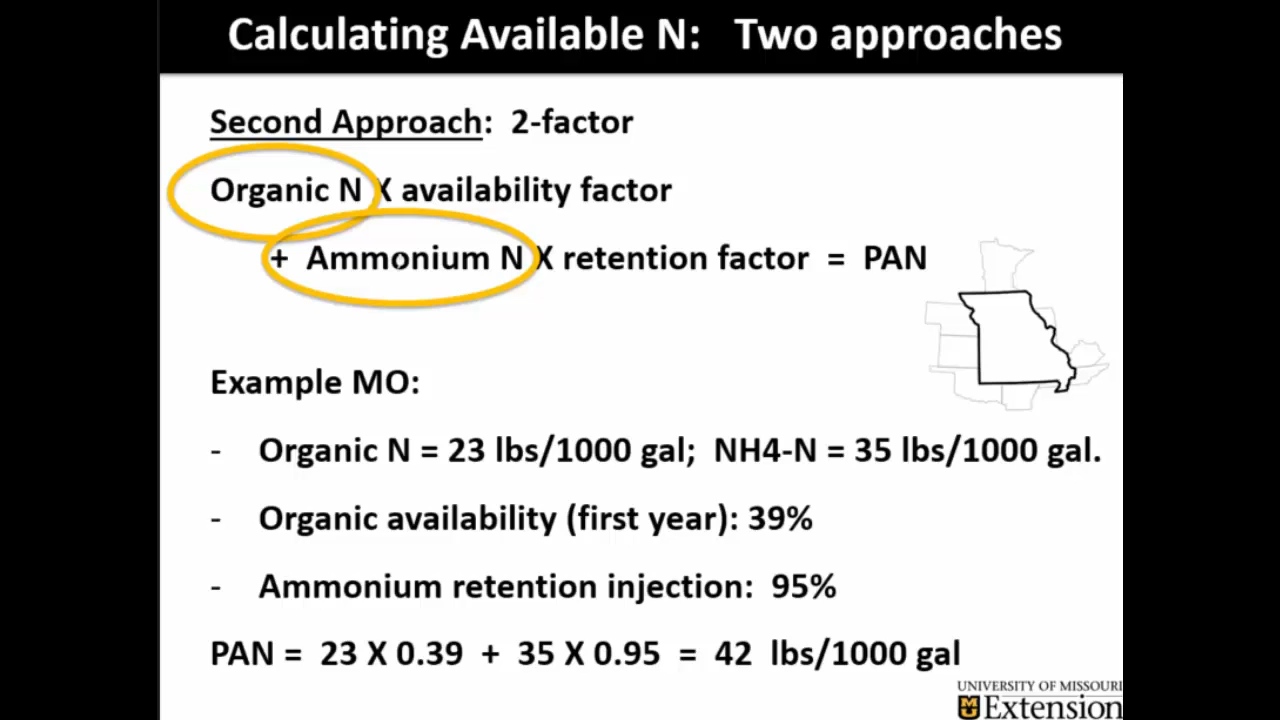 Calculating Available N: Two approaches
Second Approach: 2-factor
Organic N X availability factor
+ Ammonium N X retention factor = PAN
Example MO:
- Organic N = 23 lbs/1000 gal; NH4-N = 35 lbs/1000 gal.
- Organic availability (first year): 39%
- Ammonium retention injection: 95%
PAN = 23 X 0.39 + 35 X 0.95 = 42 lbs/1000 gal
UNIVERSITY OF MISSOURI
Extension